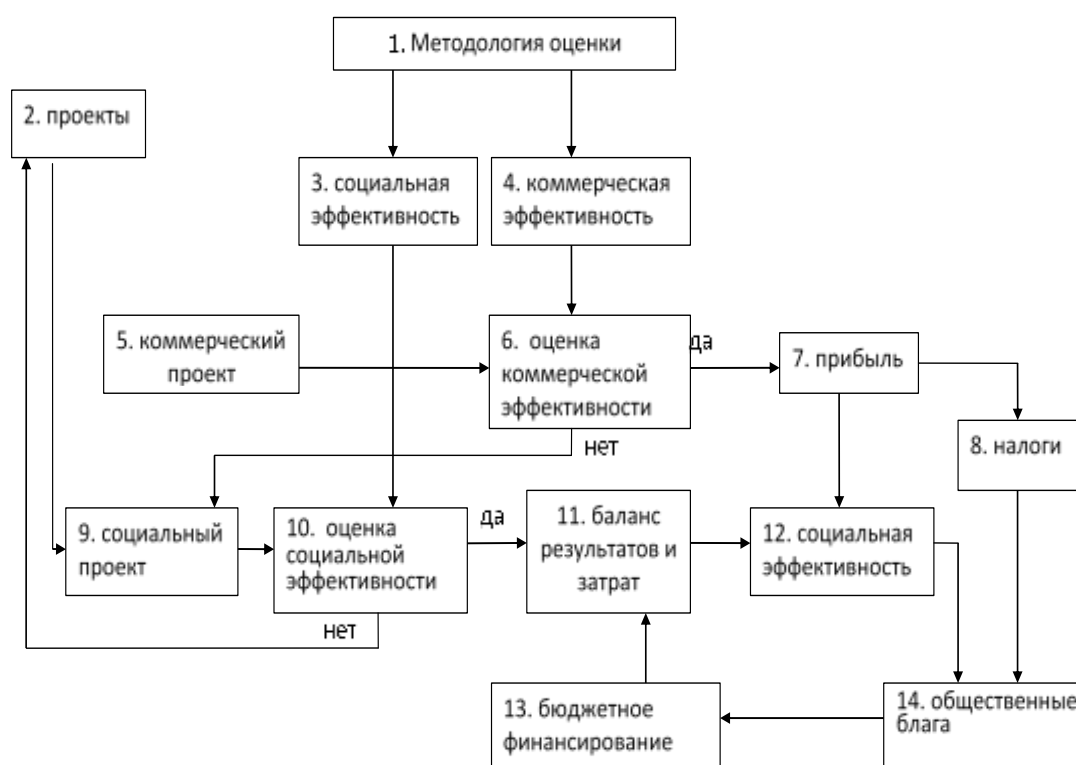 1. Методология оценки
2. проекты
3. социальная
эффективность
4. коммерческая
эффективность
5. коммерческий
проект
6. оценка
коммерческой
эффективности
да
7. прибыль
нет
8. налоги
9. социальный
проект
10. оценка
социальной
эффективности
да
11. баланс
результатов и
затрат
12. социальная
эффективность
нет
13. бюджетное
финансирование
14. общественные
блага